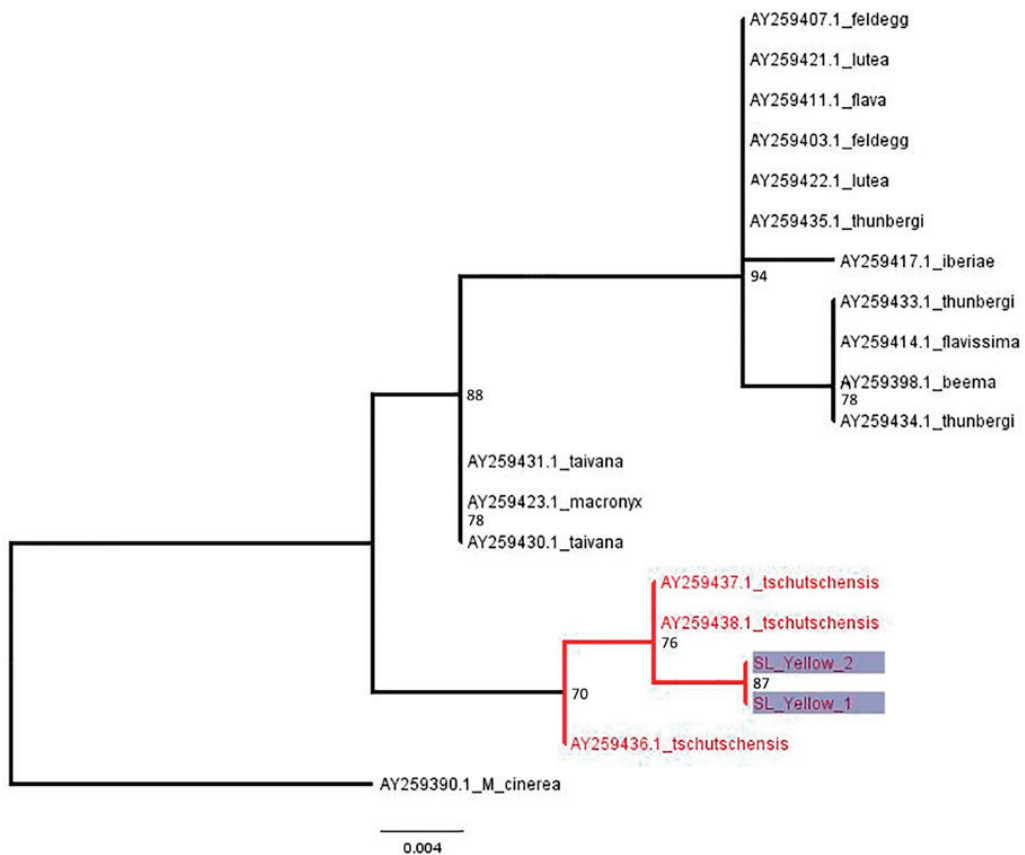 AY259407.1_feldegg
AY259421.1_lutea
AY259411.1_flava
AY259403.1_feldegg
AY259422.1_lutea
AY259435.1_thunbergi
AY259417.1_iberiae
94
AY259433.1_thunbergi
AY259414.1_flavissima
AY259398.1_beema
78
AY259434.1_thunbergi
88
AY259431.1_taivana
AY259423.1_macronyx
78
AY259430.1_taivana
AY259437.1_tschutschensis
AY259438.1_tschutschensis
76
SL_Yellow_2
87
70
SL_Yellow_1
AY259436.1_tschutschensis
AY259390.1_M_cinerea
0.004